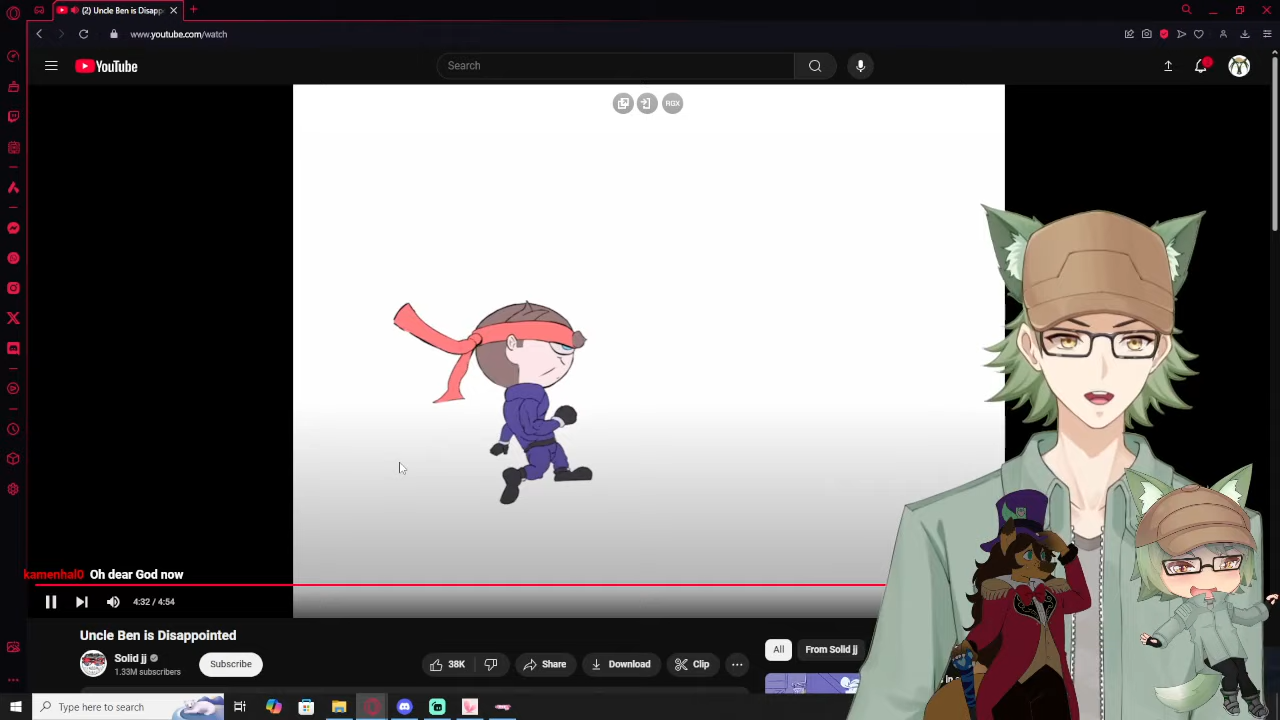 (2) Uncle Ben is Disapp
www.youtube.com/watch
YouTube
Search
RGX
kamenhal0 Oh dear God now
4:32 / 4:54
Uncle Ben is Disappointed
Solid jj
1.33M subscribers
Subscribe
38K
Share
Download
Clip
All
From Solid jj
Type here to search